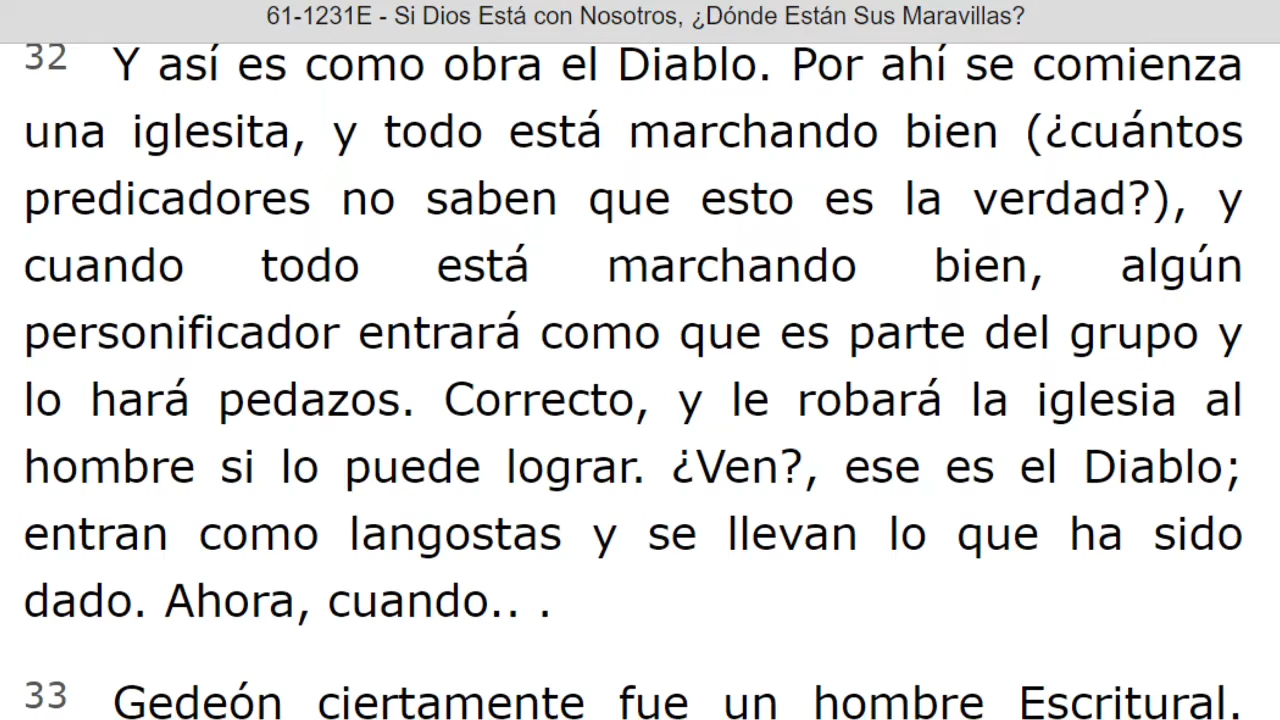 61-1231E - Si Dios Está con Nosotros, ¿Dónde Están Sus Maravillas?
32 Y así es como obra el Diablo. Por ahí se comienza
una iglesita, y todo está marchando bien (¿cuántos
predicadores no saben que esto es la verdad?), y
cuando todo está marchando bien, algún
personificador entrará como que es parte del grupo y
lo hará pedazos. Correcto, y le robará la iglesia al
hombre si lo puede lograr. ¿Ven?, ese es el Diablo;
entran como langostas y se llevan lo que ha sido
dado. Ahora, cuando.. .
33 Gedeón ciertamente fue un hombre Escritural.